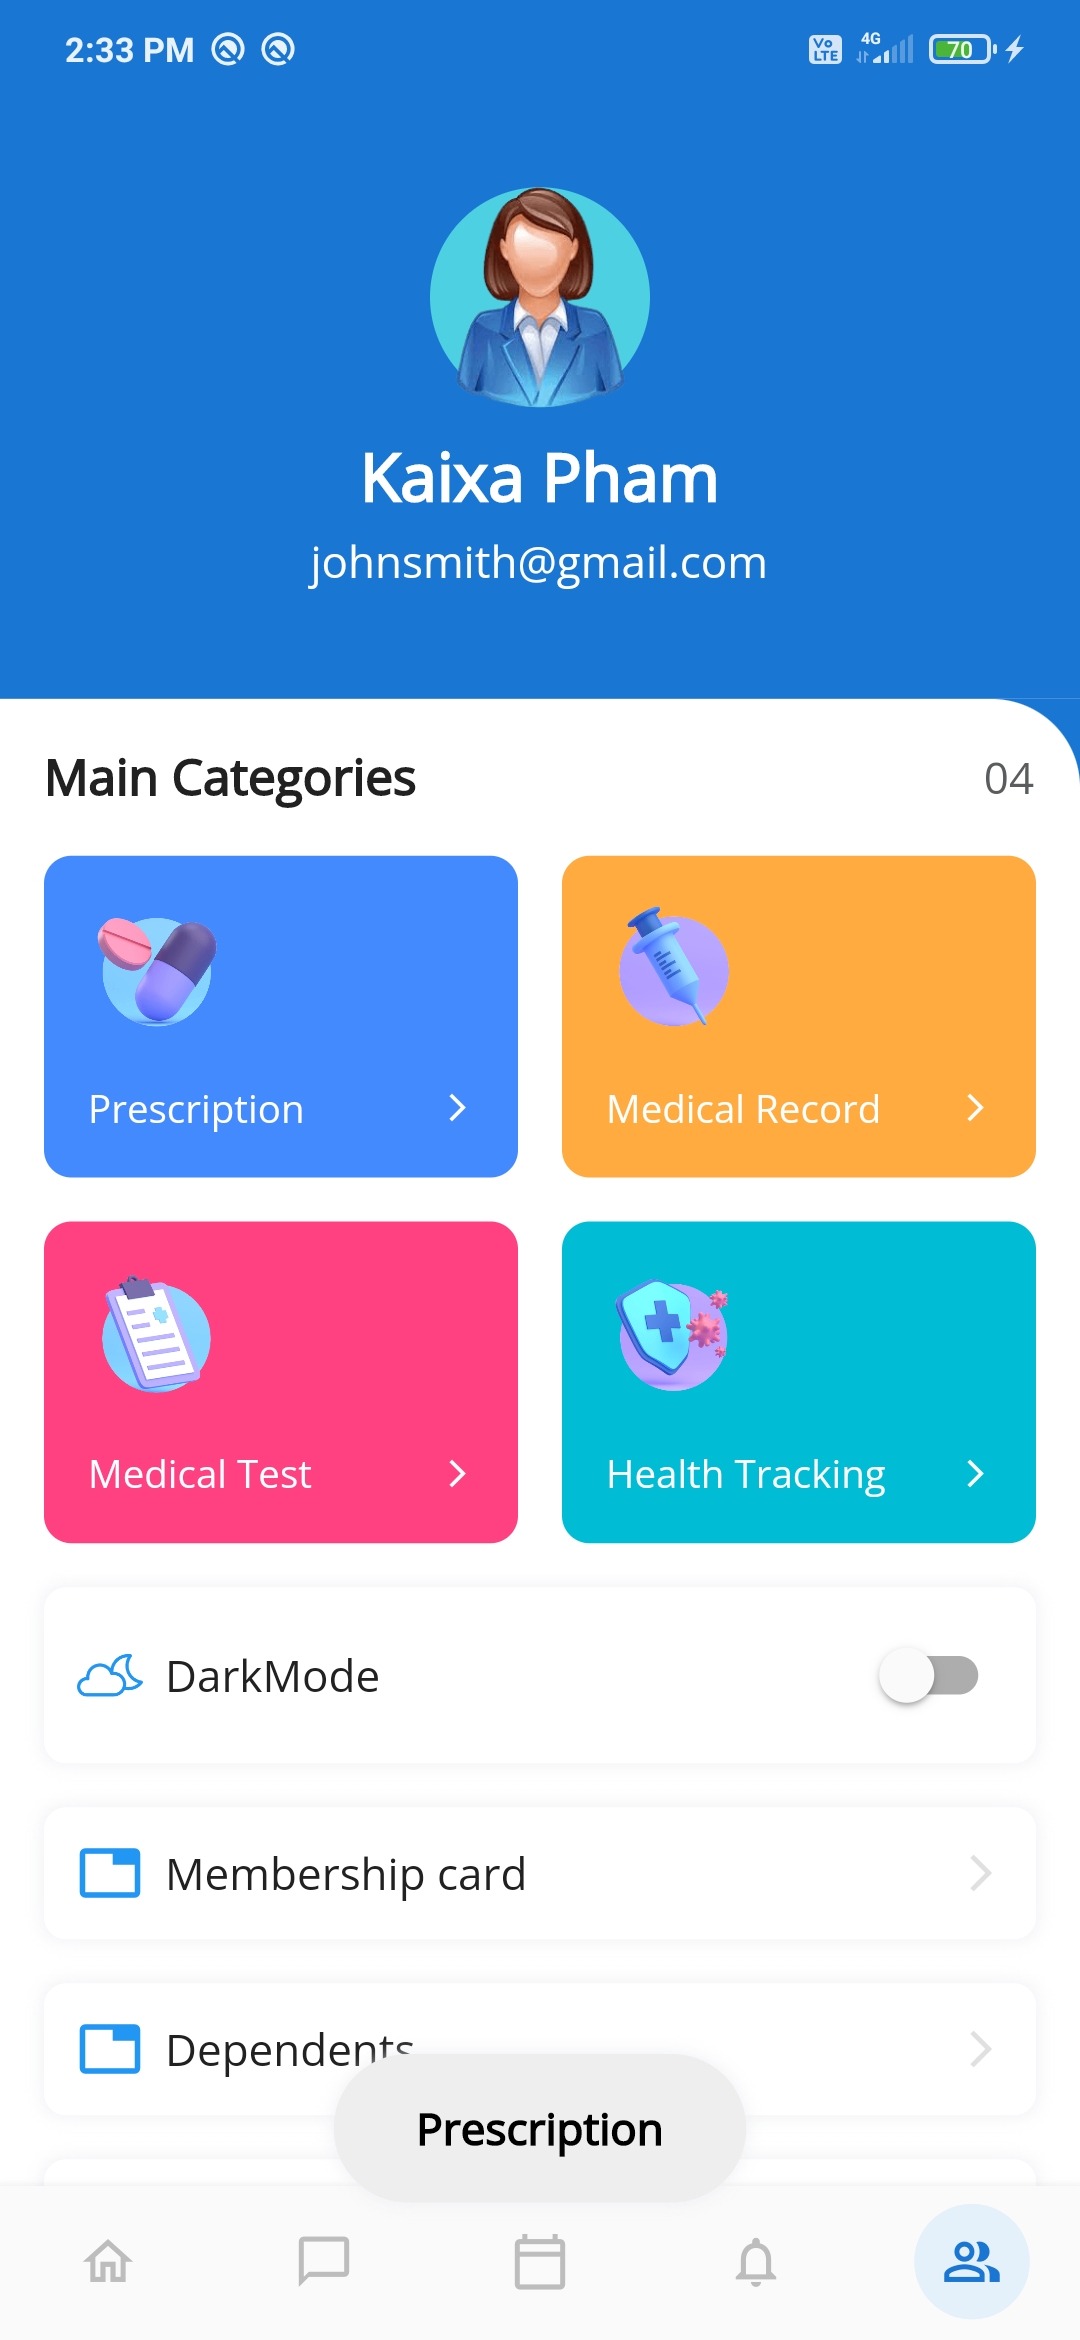 2:33 PM
Vo LTE 4G 70
Kaixa Pham
johnsmith@gmail.com
Main Categories 04
Prescription
Medical Record
Medical Test
Health Tracking
DarkMode
Membership card
Dependents
Prescription